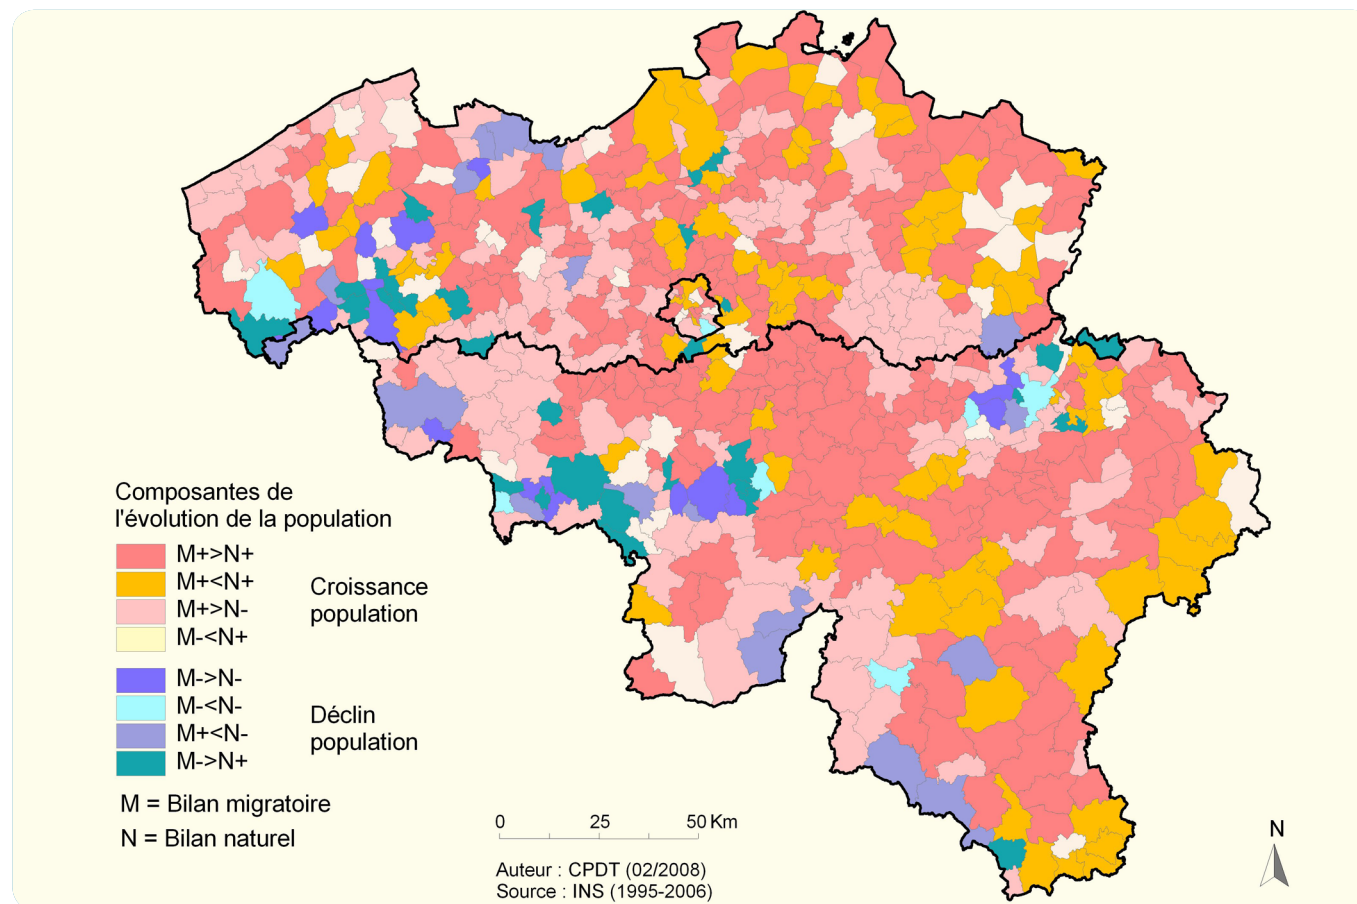 Composantes de
l'évolution de la population
M+>N+
M+<N+
M+>N-
M-<N+
Croissance
population
M->N-
M-<N-
M+<N-
M->N+
Déclin
population
M = Bilan migratoire
N = Bilan naturel
0 25 50 Km
Auteur : CPDT (02/2008)
Source : INS (1995-2006)
N